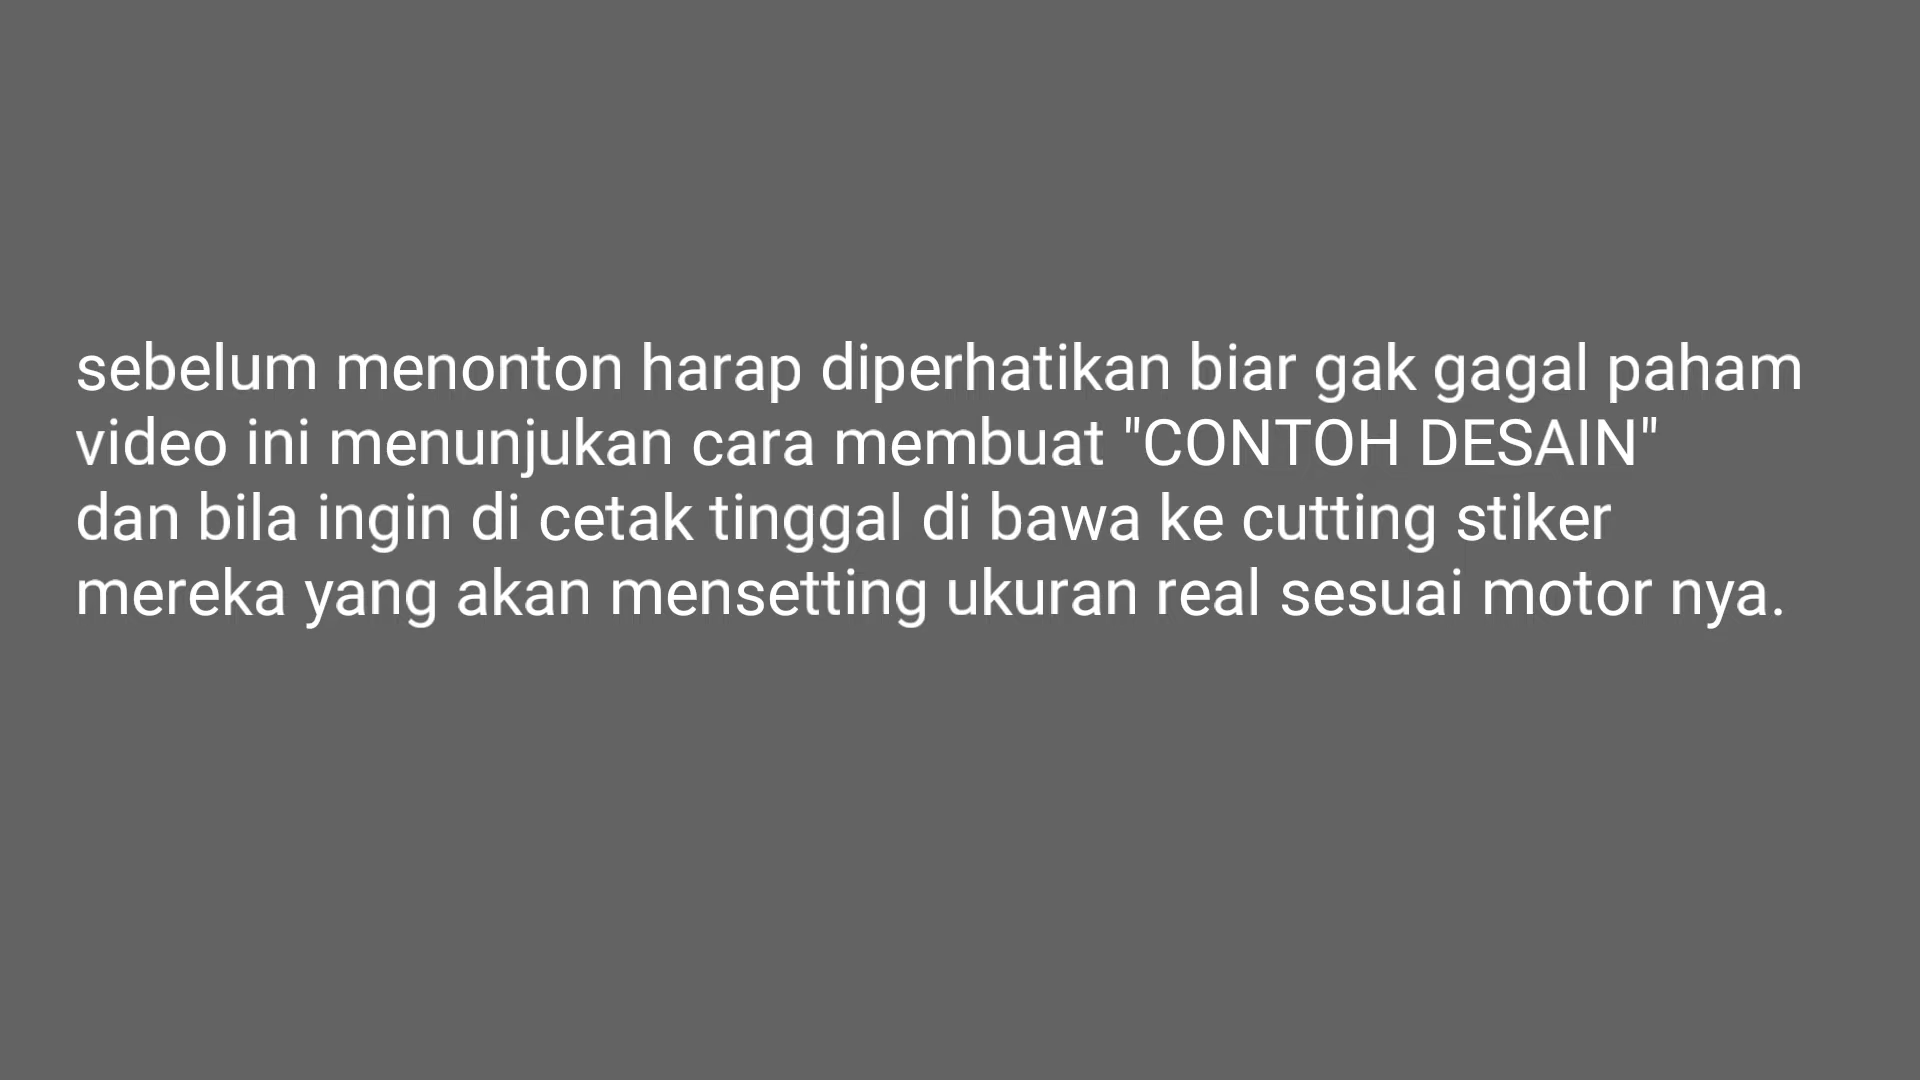 sebelum menonton harap diperhatikan biar gak gagal paham
video ini menunjukan cara membuat "CONTOH DESAIN"
dan bila ingin di cetak tinggal di bawa ke cutting stiker
mereka yang akan mensetting ukuran real sesuai motor nya.